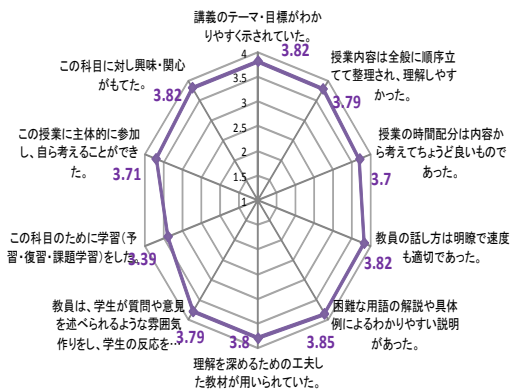 講義のテーマ・目標がわか
りやすく示されていた。
3.82
授業内容は全般に順序立
てて整理され、理解しやす
かった。
3.79
授業の時間配分は内容か
ら考えてちょうど良いもので
あった。
3.7
教員の話し方は明瞭で速度
も適切であった。
3.82
困難な用語の解説や具体
例によるわかりやすい説明
があった。
3.85
理解を深めるための工夫し
た教材が用いられていた。
3.8
教員は、学生が質問や意見
を述べられるような雰囲気
作りをし、学生の反応を…
3.79
この科目のために学習(予
習・復習・課題学習)をした。
3.39
この授業に主体的に参加
し、自ら考えることができ
た。
3.71
この科目に対し興味・関心
がもてた。
3.82
4
3.5
3
2.5
2
1.5
1